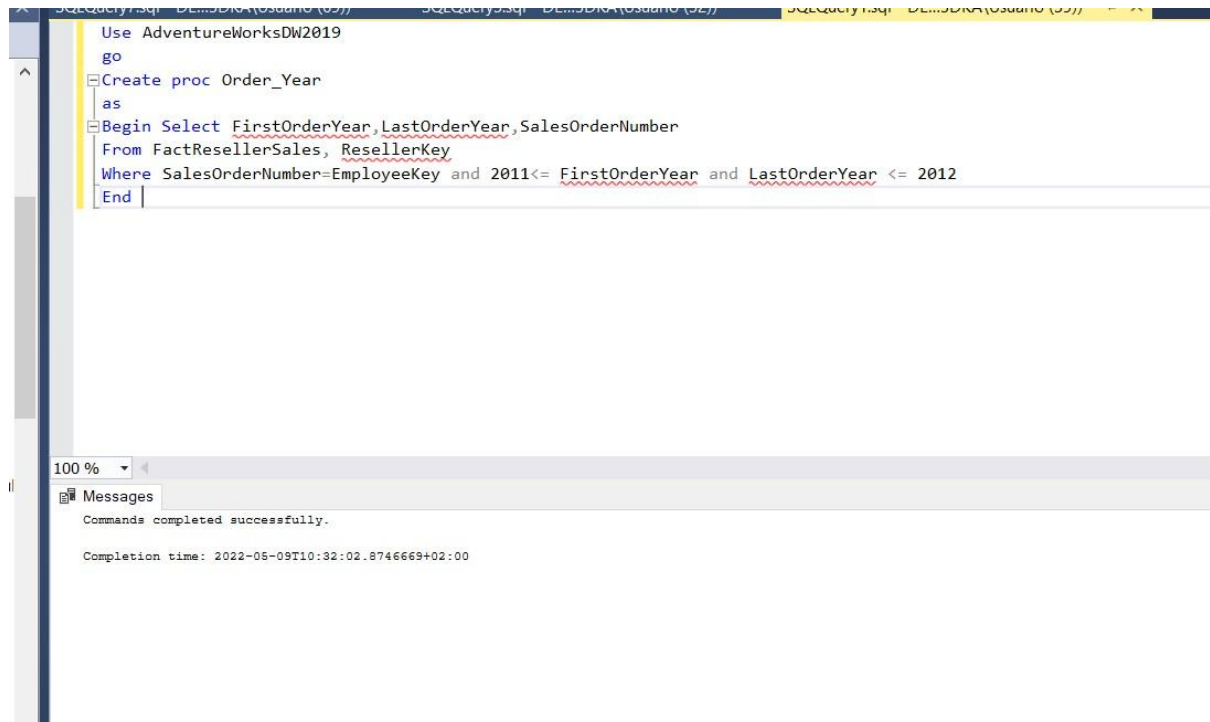 Use AdventureWorksDW2019
go
Create proc Order_Year
as
Begin Select FirstOrderYear,LastOrderYear,SalesOrderNumber
From FactResellerSales, ResellerKey
Where SalesOrderNumber=EmployeeKey and 2011<= FirstOrderYear and LastOrderYear <= 2012
End
100 %
Messages
Commands completed successfully.
Completion time: 2022-05-09T10:32:02.8746669+02:00